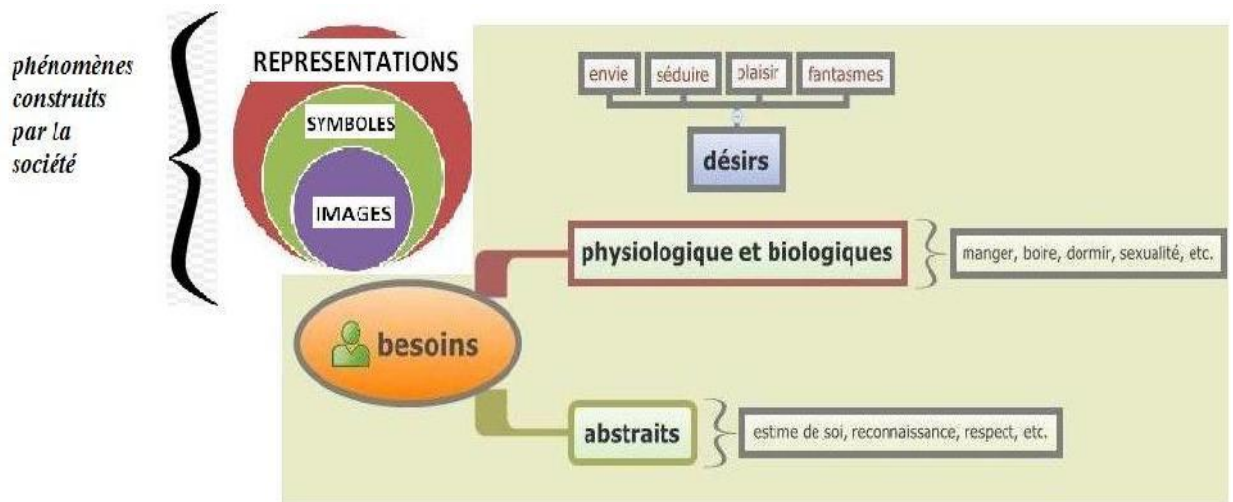 phénomènes
construits
par la
société
REPRESENTATIONS
SYMBOLES
IMAGES
envie
séduire
plaisir
fantasmes
désirs
physiologique et biologiques
manger, boire, dormir, sexualité, etc.
besoins
abstraits
estime de soi, reconnaissance, respect, etc.